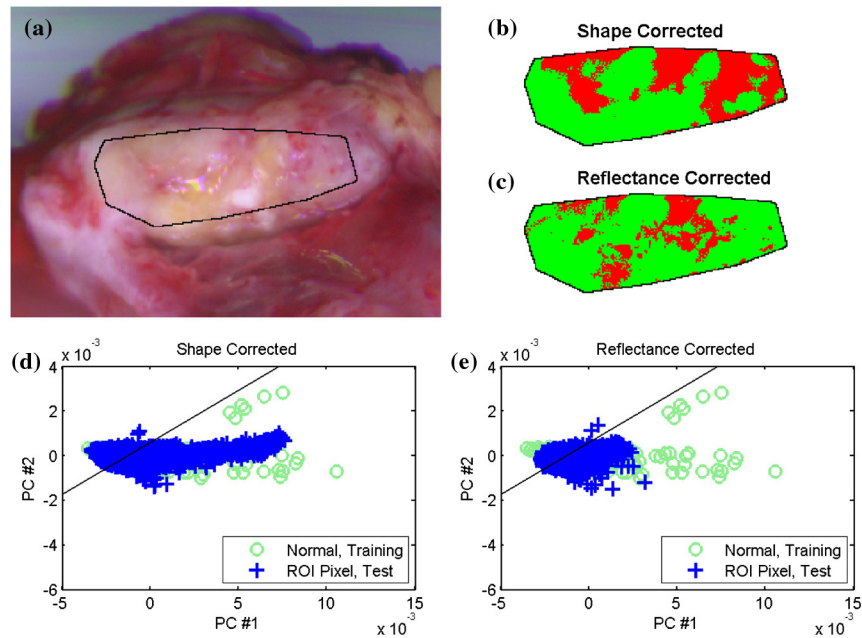 (a)
(b)
Shape Corrected
(c)
Reflectance Corrected
(d)
x 10⁻³
Shape Corrected
4
2
0
-2
-4
-6
PC #2
-5
0
5
10
15
PC #1
x 10⁻³
Normal, Training
ROI Pixel, Test
(e)
x 10⁻³
Reflectance Corrected
4
2
0
-2
-4
-6
PC #2
-5
0
5
10
15
PC #1
x 10⁻³
Normal, Training
ROI Pixel, Test